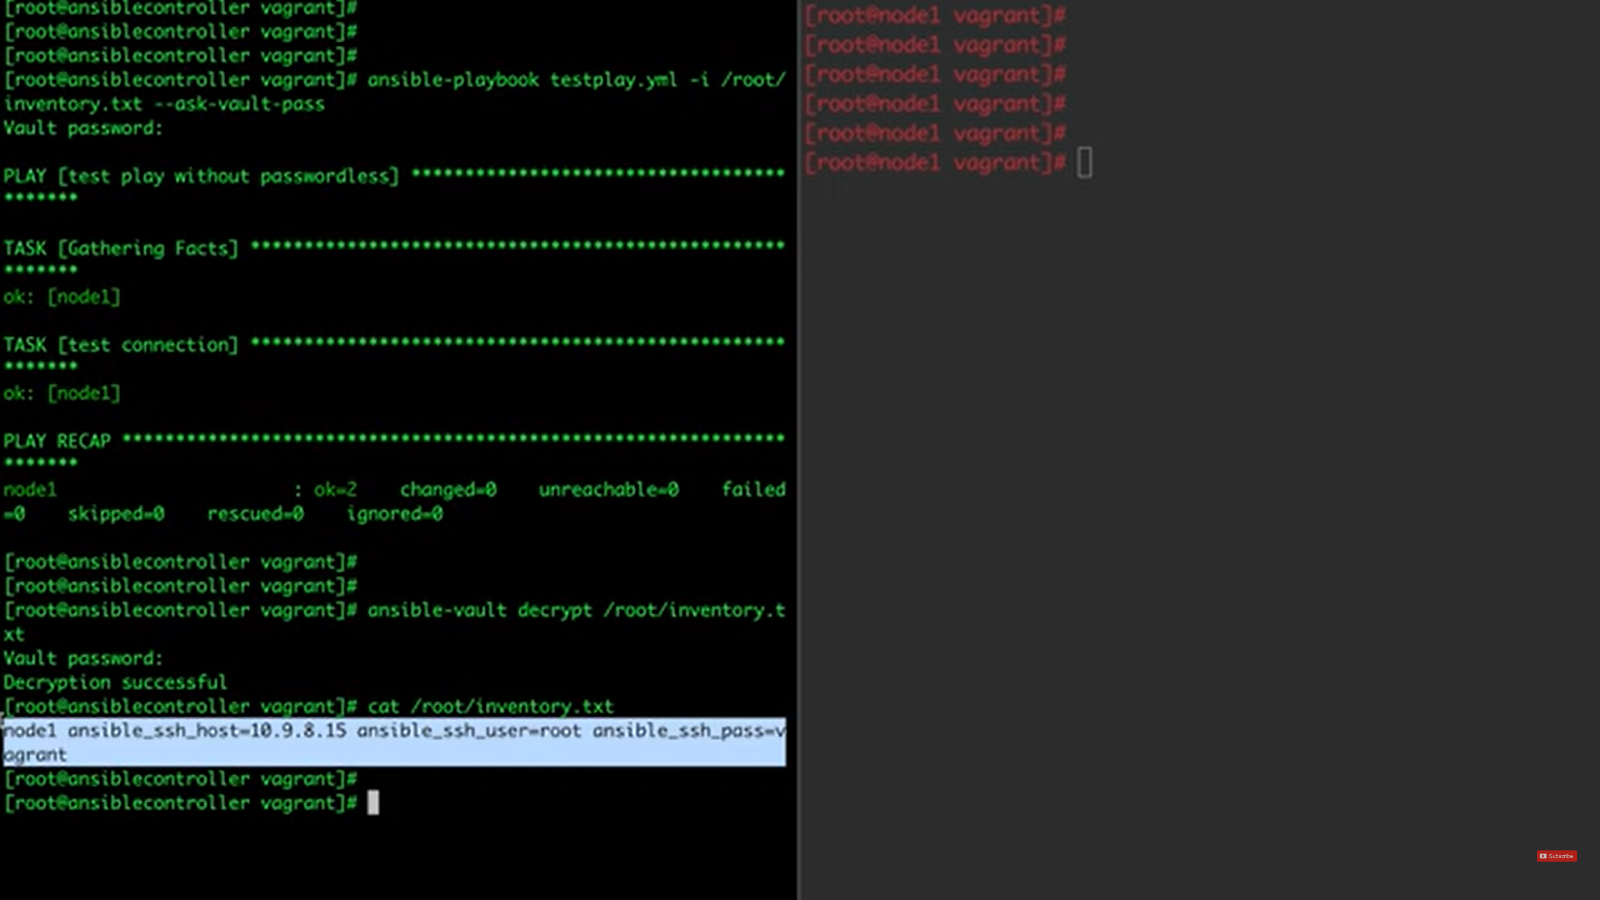 [root@ansiblecontroller vagrant]#
[root@ansiblecontroller vagrant]#
[root@ansiblecontroller vagrant]#
[root@ansiblecontroller vagrant]# ansible-playbook testplay.yml -i /root/
inventory.txt --ask-vault-pass
Vault password:
PLAY [test play without passwordless] ***********************************
*******
TASK [Gathering Facts] **************************************************
*******
ok: [node1]
TASK [test connection] **************************************************
*******
ok: [node1]
PLAY RECAP **************************************************************
*******
node1                      : ok=2    changed=0    unreachable=0    failed
=0    skipped=0    rescued=0    ignored=0
[root@ansiblecontroller vagrant]#
[root@ansiblecontroller vagrant]#
[root@ansiblecontroller vagrant]# ansible-vault decrypt /root/inventory.t
xt
Vault password:
Decryption successful
[root@ansiblecontroller vagrant]# cat /root/inventory.txt
node1 ansible_ssh_host=10.9.8.15 ansible_ssh_user=root ansible_ssh_pass=v
agrant
[root@ansiblecontroller vagrant]#
[root@ansiblecontroller vagrant]#
[root@node1 vagrant]#
[root@node1 vagrant]#
[root@node1 vagrant]#
[root@node1 vagrant]#
[root@node1 vagrant]#
[root@node1 vagrant]#
Subscribe